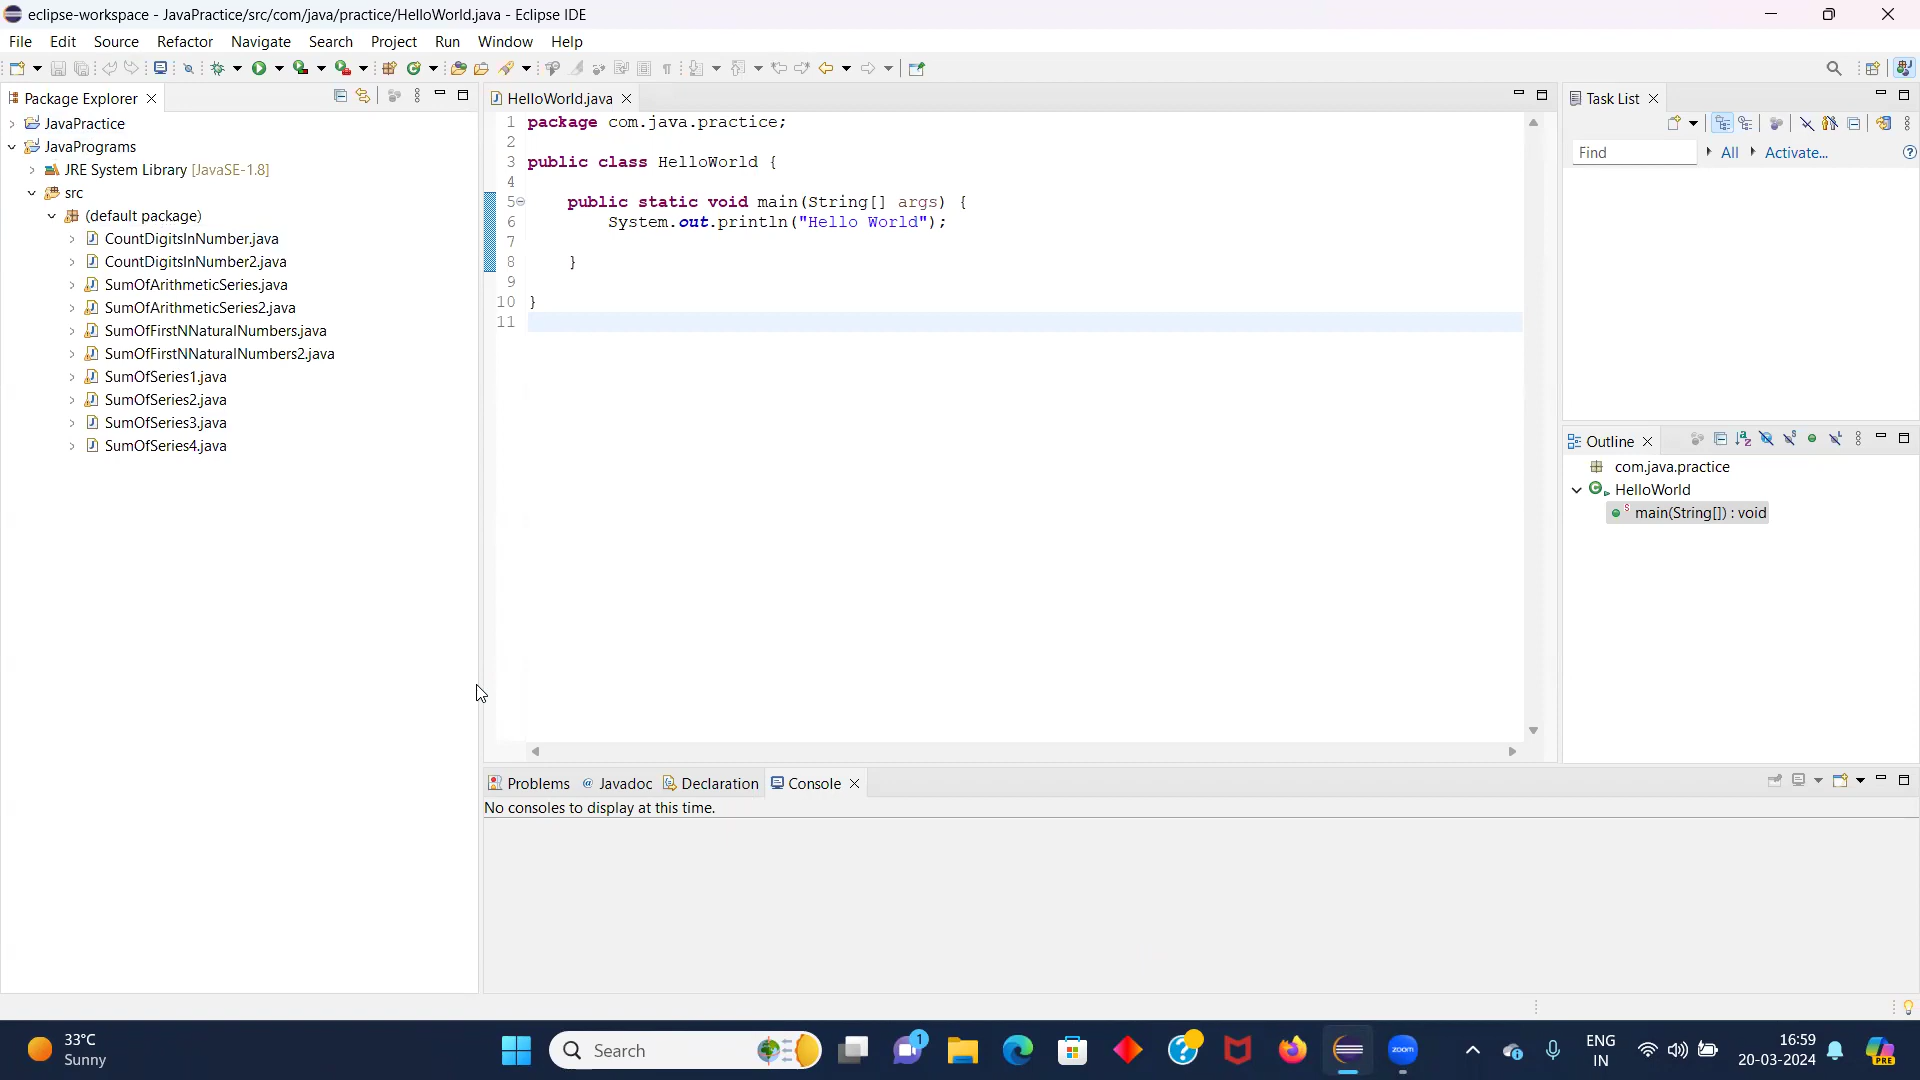 eclipse-workspace - JavaPractice/src/com/java/practice/HelloWorld.java - Eclipse IDE
File Edit Source Refactor Navigate Search Project Run Window Help
Package Explorer
JavaPractice
JavaPrograms
JRE System Library [JavaSE-1.8]
src
(default package)
CountDigitsInNumber.java
CountDigitsInNumber2.java
SumOfArithmeticSeries.java
SumOfArithmeticSeries2.java
SumOfFirstNNaturalNumbers.java
SumOfFirstNNaturalNumbers2.java
SumOfSeries1.java
SumOfSeries2.java
SumOfSeries3.java
SumOfSeries4.java
HelloWorld.java
1 package com.java.practice;
2
3 public class HelloWorld {
4
5 public static void main(String[] args) {
6 System.out.println("Hello World");
7
8 }
9
10 }
11
Task List
Find All Activate...
Outline
com.java.practice
HelloWorld
main(String[]) : void
Problems Javadoc Declaration Console
No consoles to display at this time.
33°C
Sunny
Search
1
zoom
ENG
IN
16:59
20-03-2024
PRE